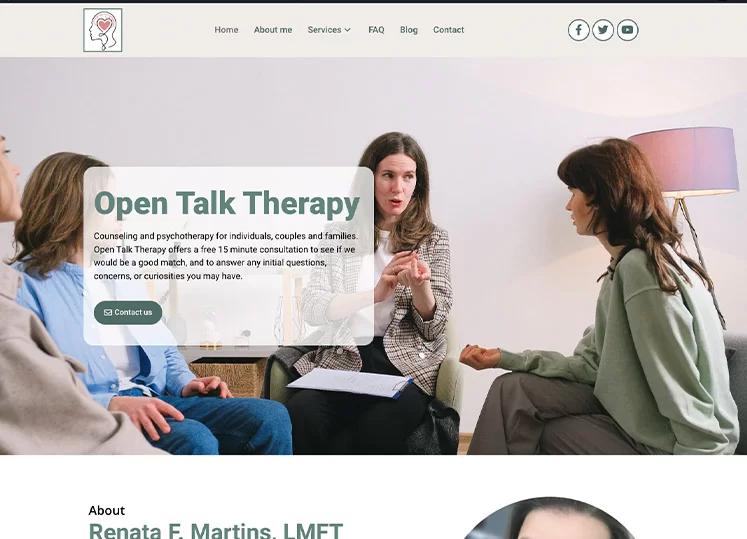 Home About me Services FAQ Blog Contact
Open Talk Therapy
Counseling and psychotherapy for individuals, couples and families.
Open Talk Therapy offers a free 15 minute consultation to see if we
would be a good match, and to answer any initial questions,
concerns, or curiosities you may have.
Contact us
About
Renata F. Martins, LMFT